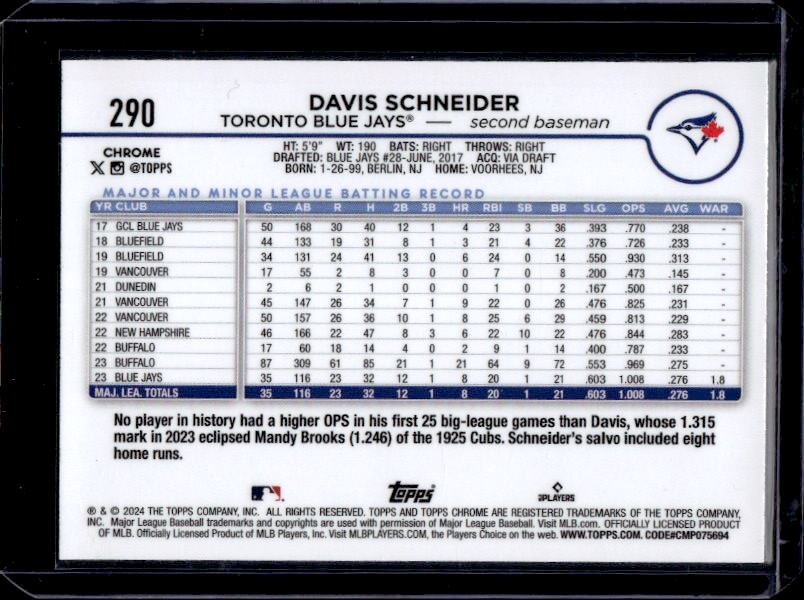 290
DAVIS SCHNEIDER
TORONTO BLUE JAYS® — second baseman
CHROME
@TOPPS
HT: 5'9" WT: 190 BATS: RIGHT THROWS: RIGHT
DRAFTED: BLUE JAYS #28-JUNE, 2017 ACQ: VIA DRAFT
BORN: 1-26-99, BERLIN, NJ HOME: VOORHEES, NJ
MAJOR AND MINOR LEAGUE BATTING RECORD
YR CLUB G AB R H 2B 3B HR RBI SB BB SLG OPS AVG WAR
17 GCL BLUE JAYS 50 168 30 40 12 1 4 23 3 36 .393 .770 .238 -
18 BLUEFIELD 44 133 19 31 8 1 3 21 4 22 .376 .726 .233 -
19 BLUEFIELD 34 131 24 41 13 0 6 24 0 14 .550 .930 .313 -
19 VANCOUVER 17 55 2 8 3 0 0 7 0 8 .200 .473 .145 -
21 DUNEDIN 2 6 2 1 0 0 0 1 0 2 .167 .500 .167 -
21 VANCOUVER 45 147 26 34 7 1 9 22 0 26 .476 .825 .231 -
22 VANCOUVER 50 157 26 36 10 1 8 25 6 29 .459 .813 .229 -
22 NEW HAMPSHIRE 46 166 22 47 8 3 6 22 10 22 .476 .844 .283 -
22 BUFFALO 17 60 18 14 4 0 2 9 1 14 .400 .787 .233 -
23 BUFFALO 87 309 61 85 21 1 21 64 9 72 .553 .969 .275 -
23 BLUE JAYS 35 116 23 32 12 1 8 20 1 21 .603 1.008 .276 1.8
MAJ. LEA. TOTALS 35 116 23 32 12 1 8 20 1 21 .603 1.008 .276 1.8
No player in history had a higher OPS in his first 25 big-league games than Davis, whose 1.315
mark in 2023 eclipsed Mandy Brooks (1.246) of the 1925 Cubs. Schneider's salvo included eight
home runs.
Topps
PLAYERS
® & © 2024 THE TOPPS COMPANY, INC. ALL RIGHTS RESERVED. TOPPS AND TOPPS CHROME ARE REGISTERED TRADEMARKS OF THE TOPPS COMPANY,
INC. Major League Baseball trademarks and copyrights are used with permission of Major League Baseball. Visit MLB.com. OFFICIALLY LICENSED PRODUCT
OF MLB. Officially Licensed Product of MLB Players, Inc. Visit MLBPLAYERS.COM, the Players Choice on the web. WWW.TOPPS.COM. CODE#CMP075694